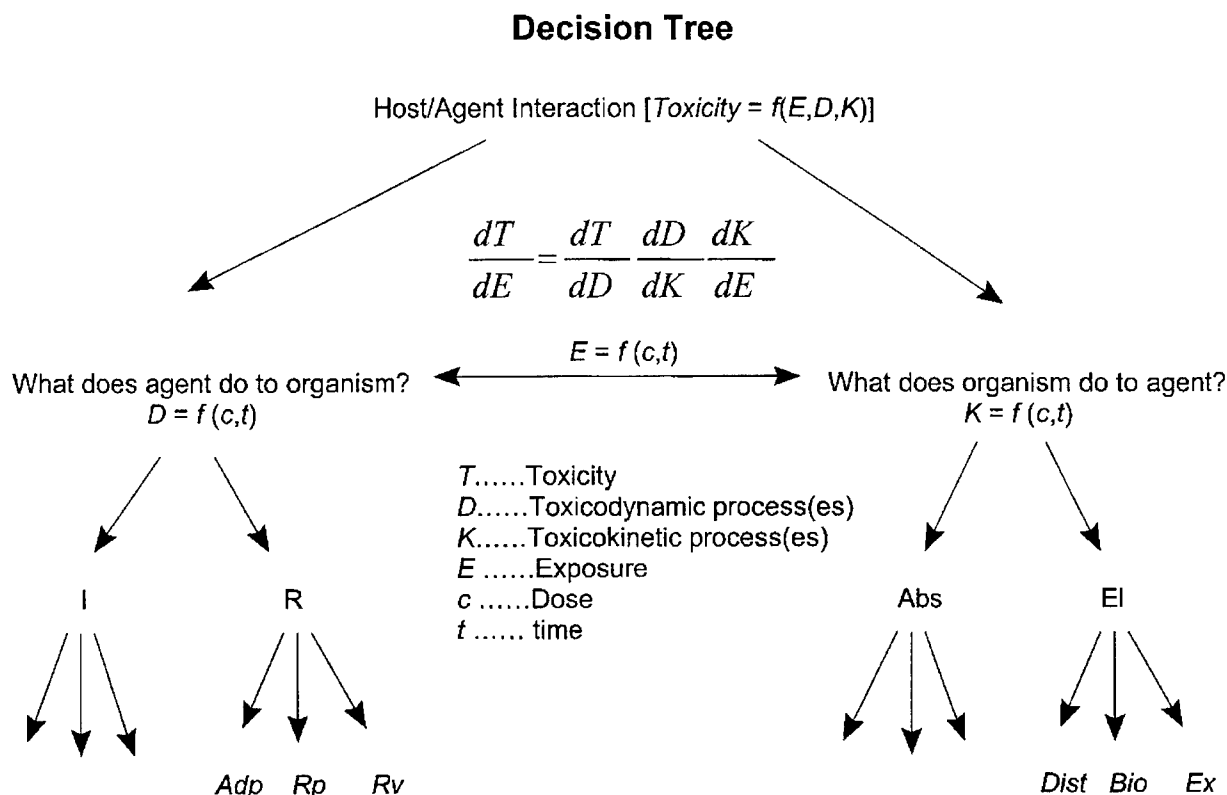 Decision Tree
Host/Agent Interaction [Toxicity = f(E,D,K)]
dT/dE = dT/dD dD/dK dK/dE
E = f (c,t)
What does agent do to organism?
D = f (c,t)
What does organism do to agent?
K = f (c,t)
T......Toxicity
D......Toxicodynamic process(es)
K......Toxicokinetic process(es)
E ......Exposure
c ......Dose
t ...... time
I
R
Abs
El
Adp Rp Rv
Dist Bio Ex